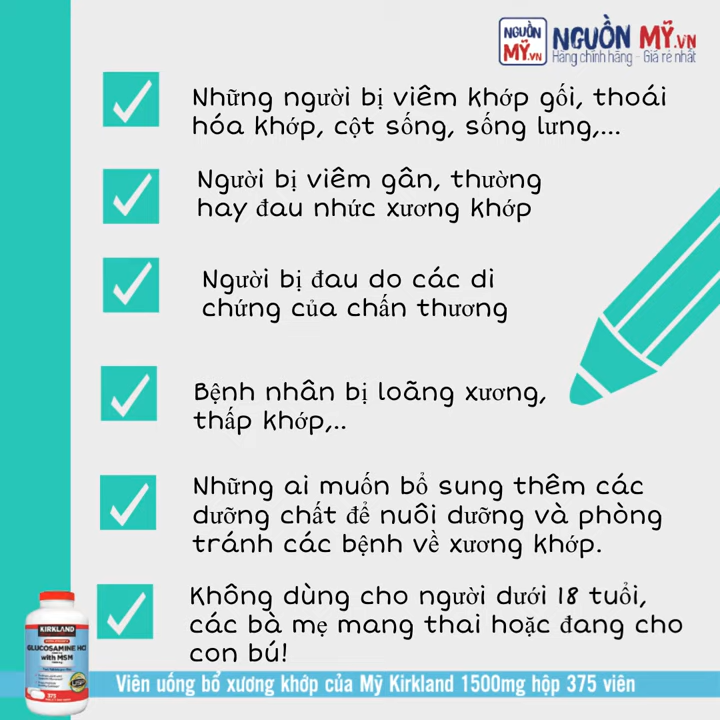 NGUỒN
MỸ.VN
NGUỒN MỸ.VN
Hàng chính hãng - Giá rẻ nhất
Những người bị viêm khớp gối, thoái
hóa khớp, cột sống, sống lưng,...
Người bị viêm gân, thường
hay đau nhức xương khớp
Người bị đau do các di
chứng của chấn thương
Bệnh nhân bị loãng xương,
thấp khớp,..
Những ai muốn bổ sung thêm các
dưỡng chất để nuôi dưỡng và phòng
tránh các bệnh về xương khớp.
Không dùng cho người dưới 18 tuổi,
các bà mẹ mang thai hoặc đang cho
con bú!
KIRKLAND
GLUCOSAMINE HCl
with MSM
375
Viên uống bổ xương khớp của Mỹ Kirkland 1500mg hộp 375 viên